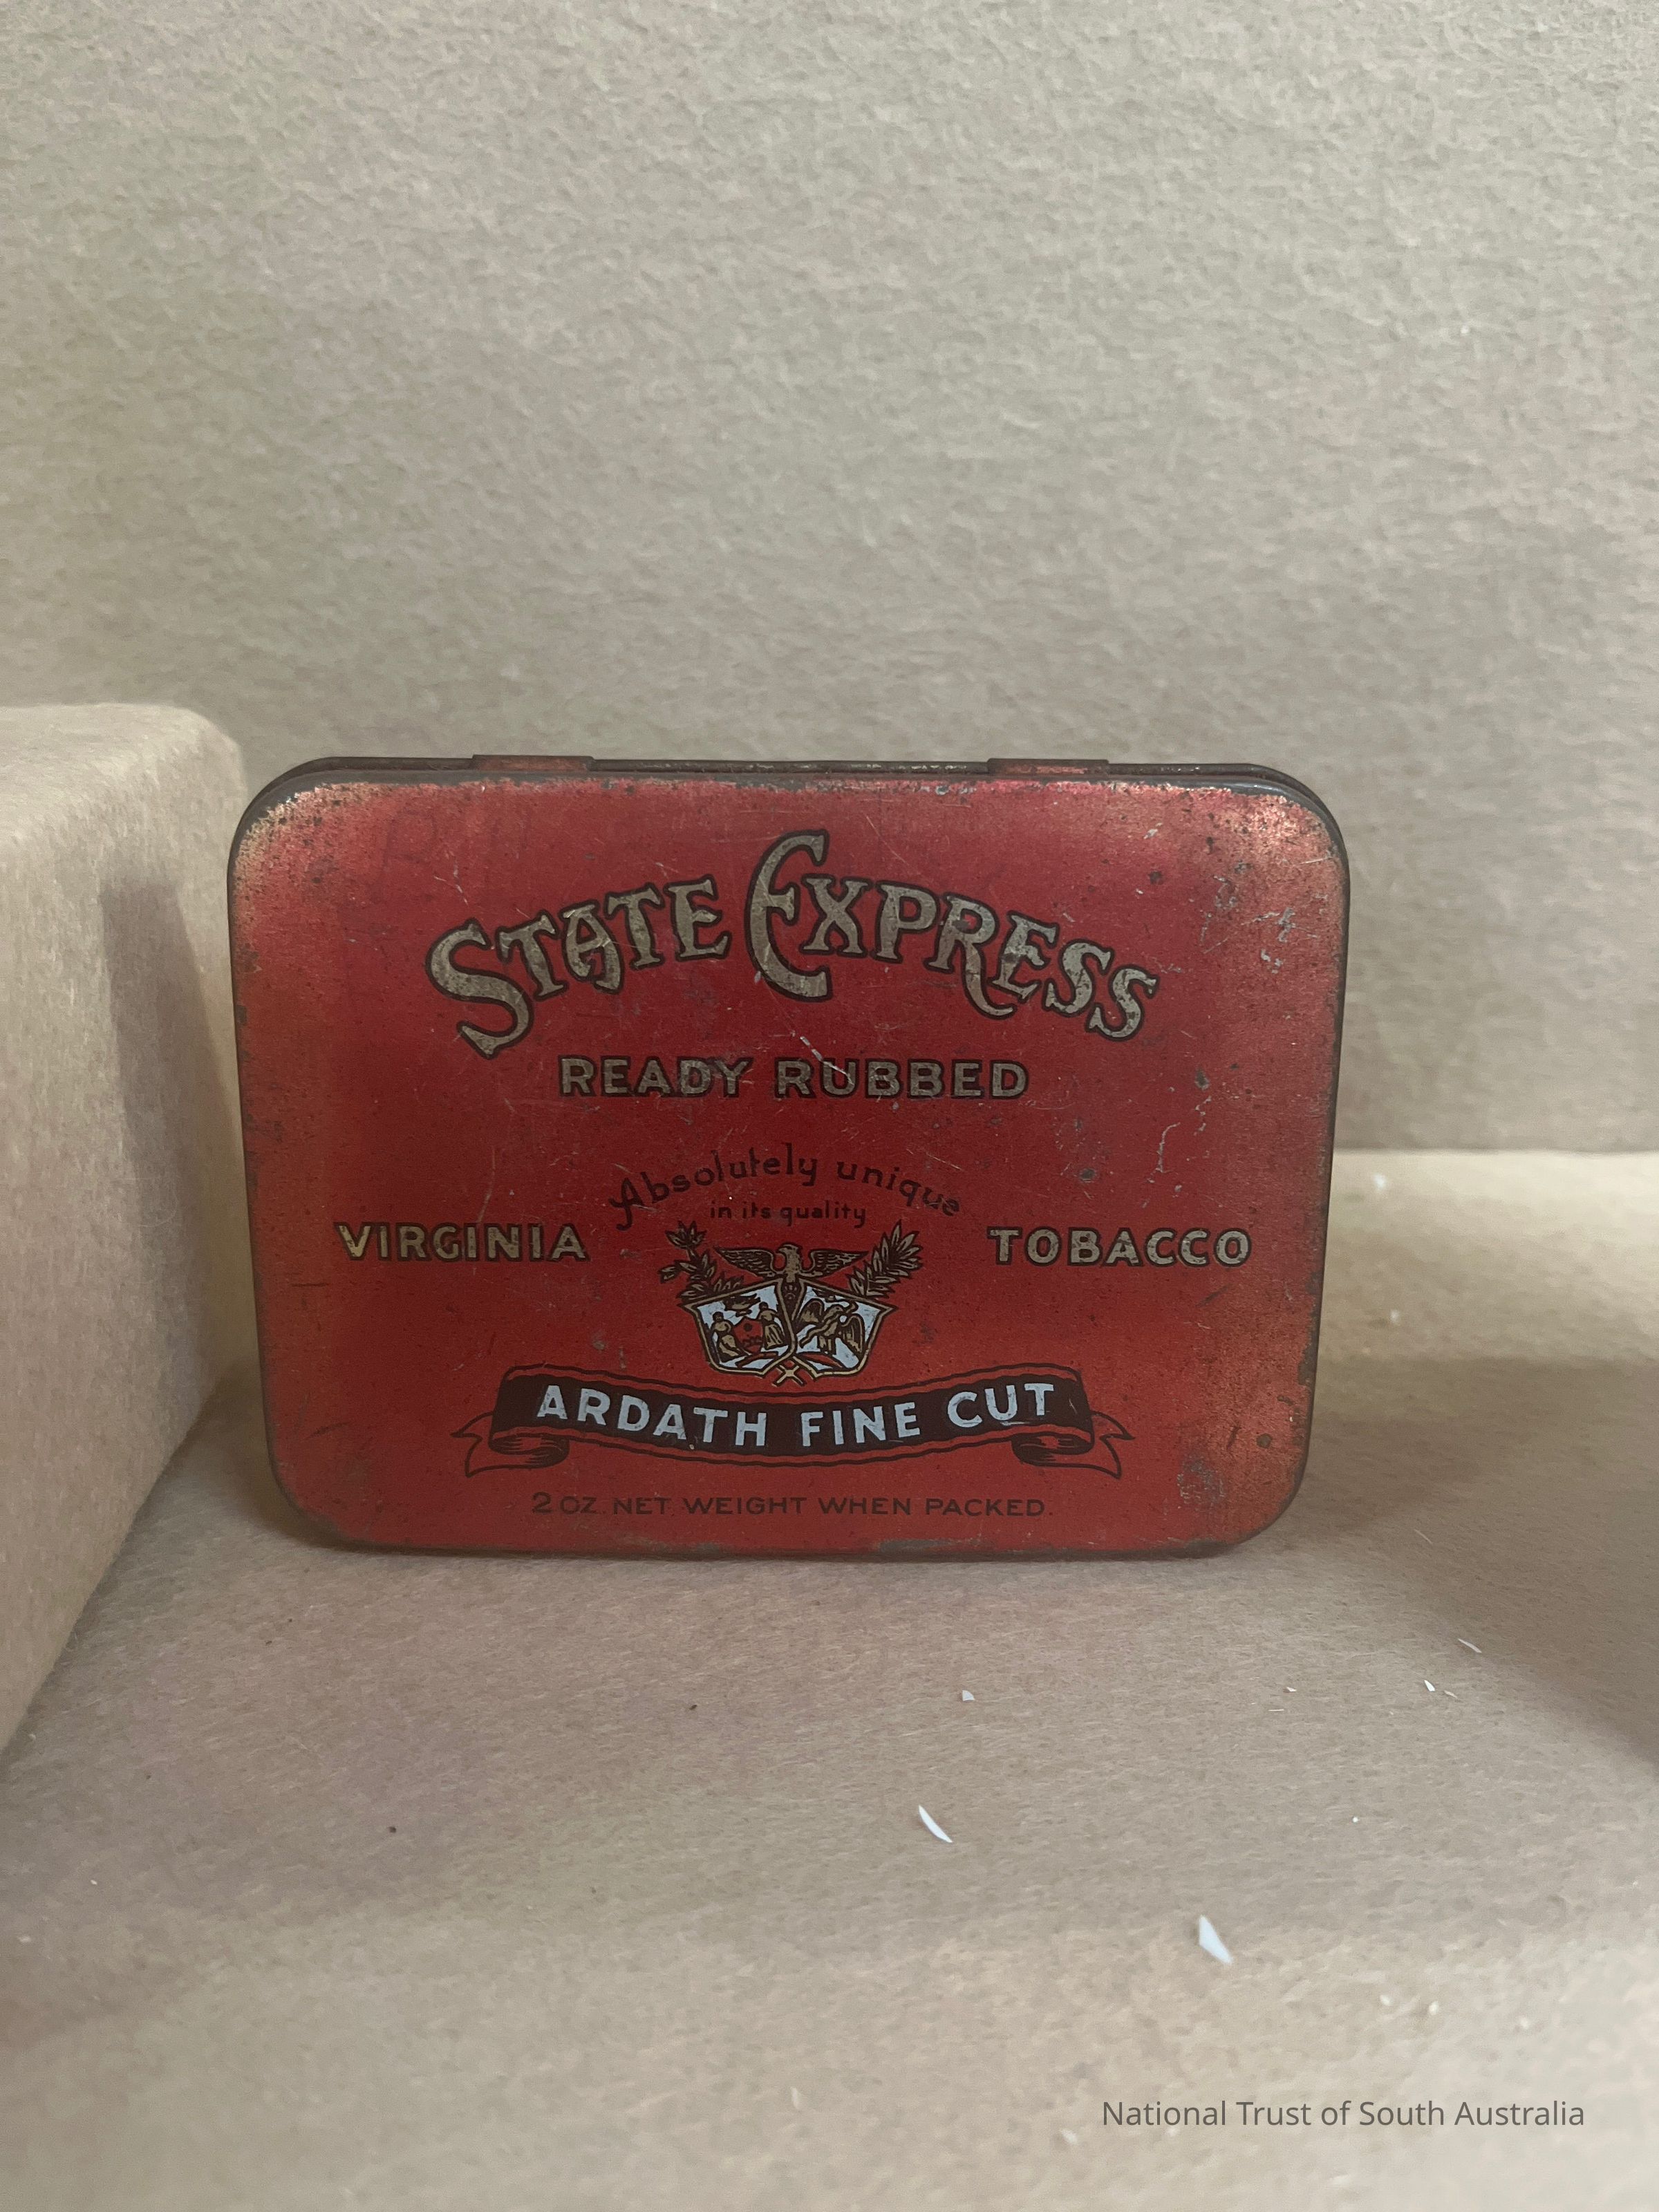 STATE EXPRESS
READY RUBBED
Absolutely unique
in its quality
VIRGINIA TOBACCO
ARDATH FINE CUT
2 OZ. NET WEIGHT WHEN PACKED.
National Trust of South Australia